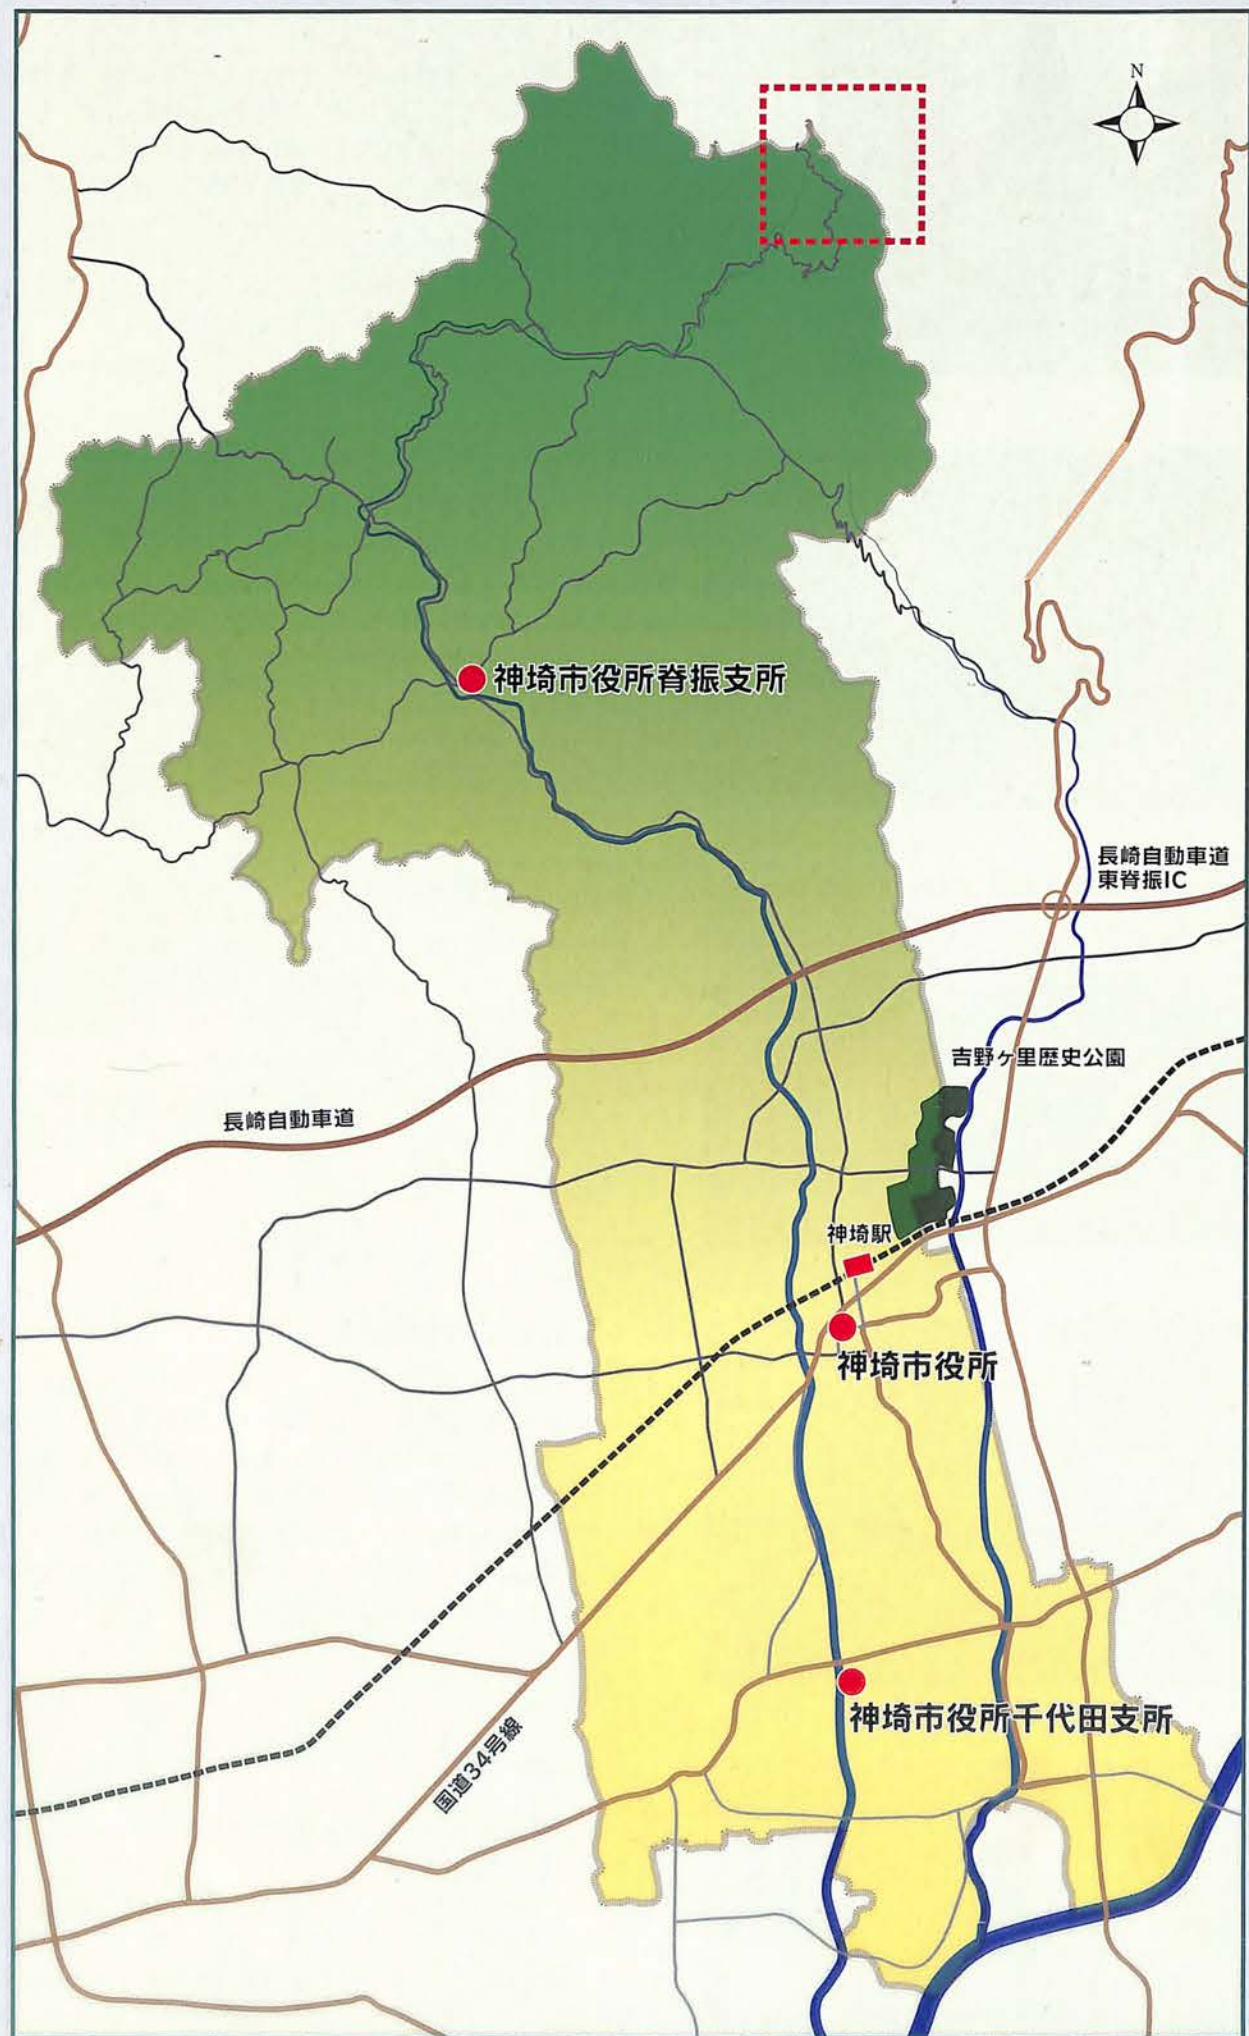 N
神埼市役所脊振支所
長崎自動車道
東脊振IC
吉野ヶ里歴史公園
長崎自動車道
神埼駅
神埼市役所
神埼市役所千代田支所
国道34号線